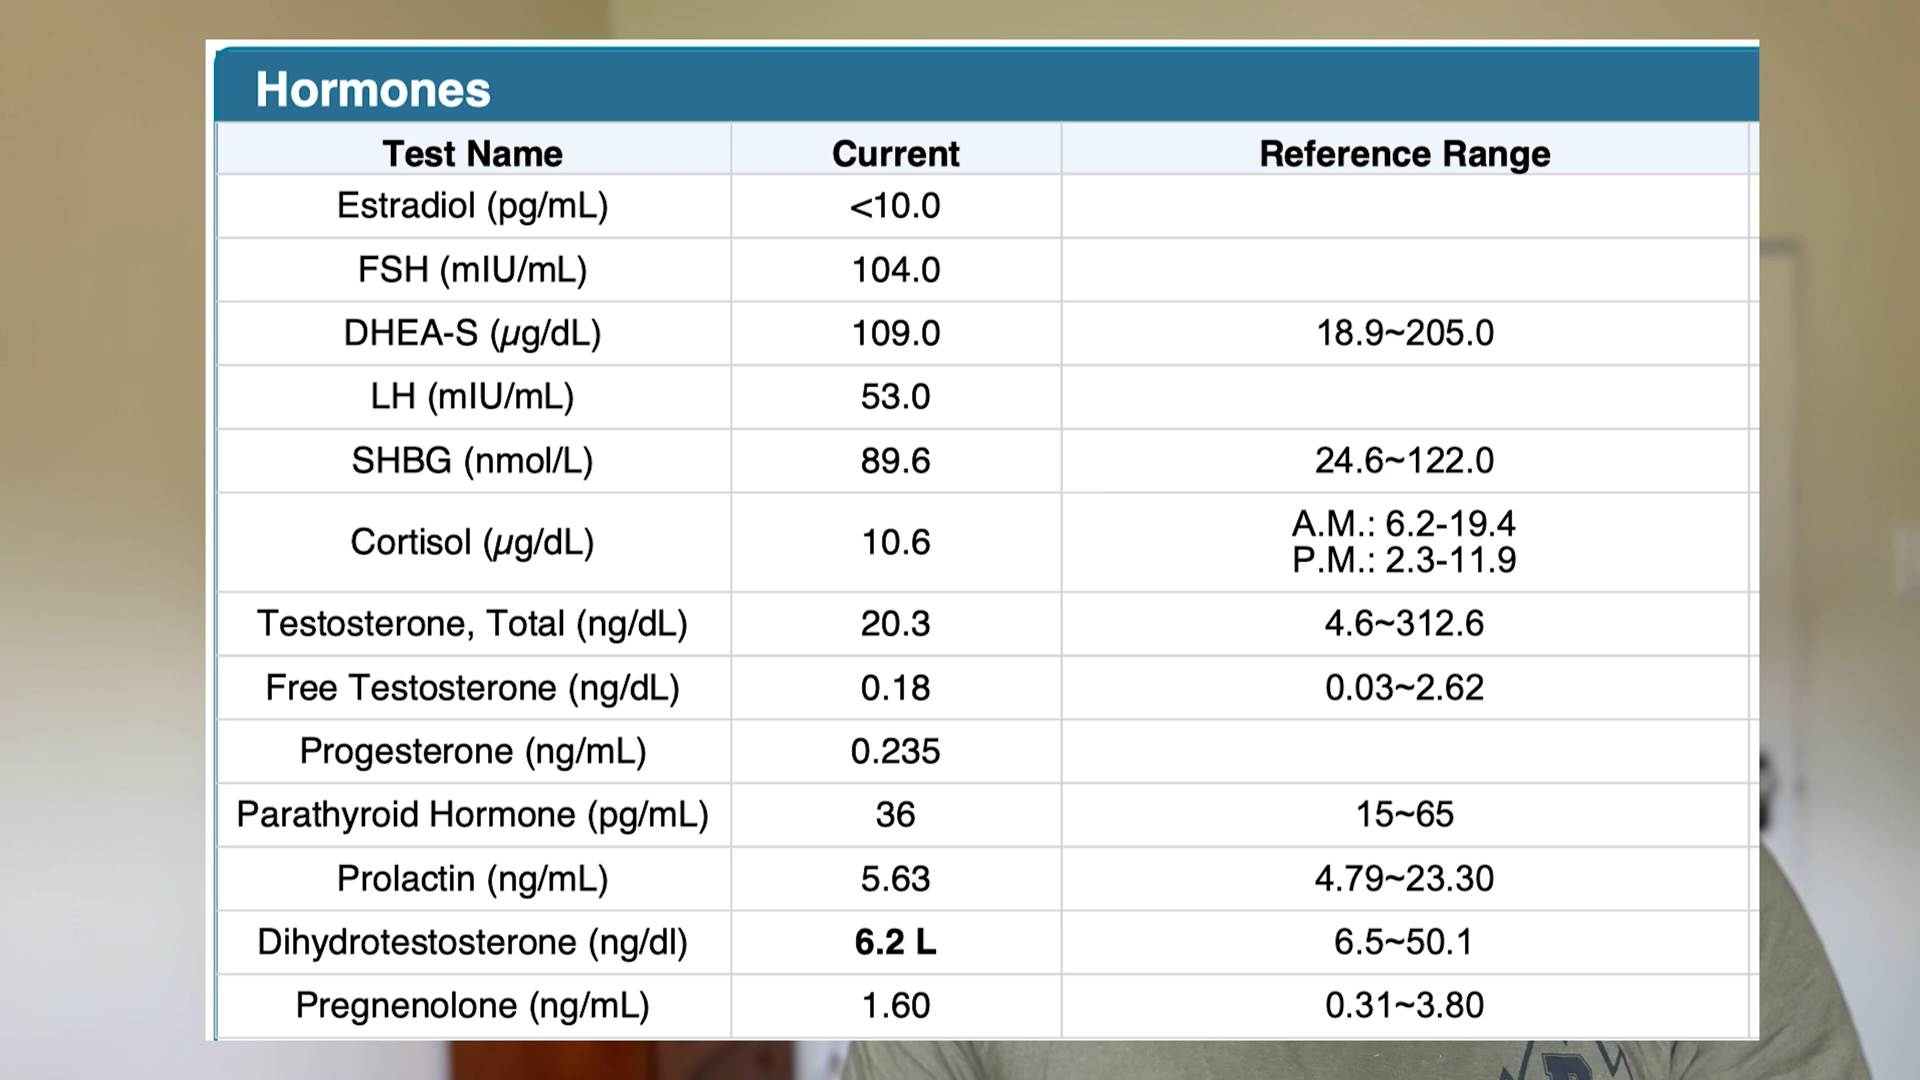 Hormones
Test Name Current Reference Range
Estradiol (pg/mL) <10.0
FSH (mIU/mL) 104.0
DHEA-S (µg/dL) 109.0 18.9~205.0
LH (mIU/mL) 53.0
SHBG (nmol/L) 89.6 24.6~122.0
Cortisol (µg/dL) 10.6 A.M.: 6.2-19.4
P.M.: 2.3-11.9
Testosterone, Total (ng/dL) 20.3 4.6~312.6
Free Testosterone (ng/dL) 0.18 0.03~2.62
Progesterone (ng/mL) 0.235
Parathyroid Hormone (pg/mL) 36 15~65
Prolactin (ng/mL) 5.63 4.79~23.30
Dihydrotestosterone (ng/dl) 6.2 L 6.5~50.1
Pregnenolone (ng/mL) 1.60 0.31~3.80